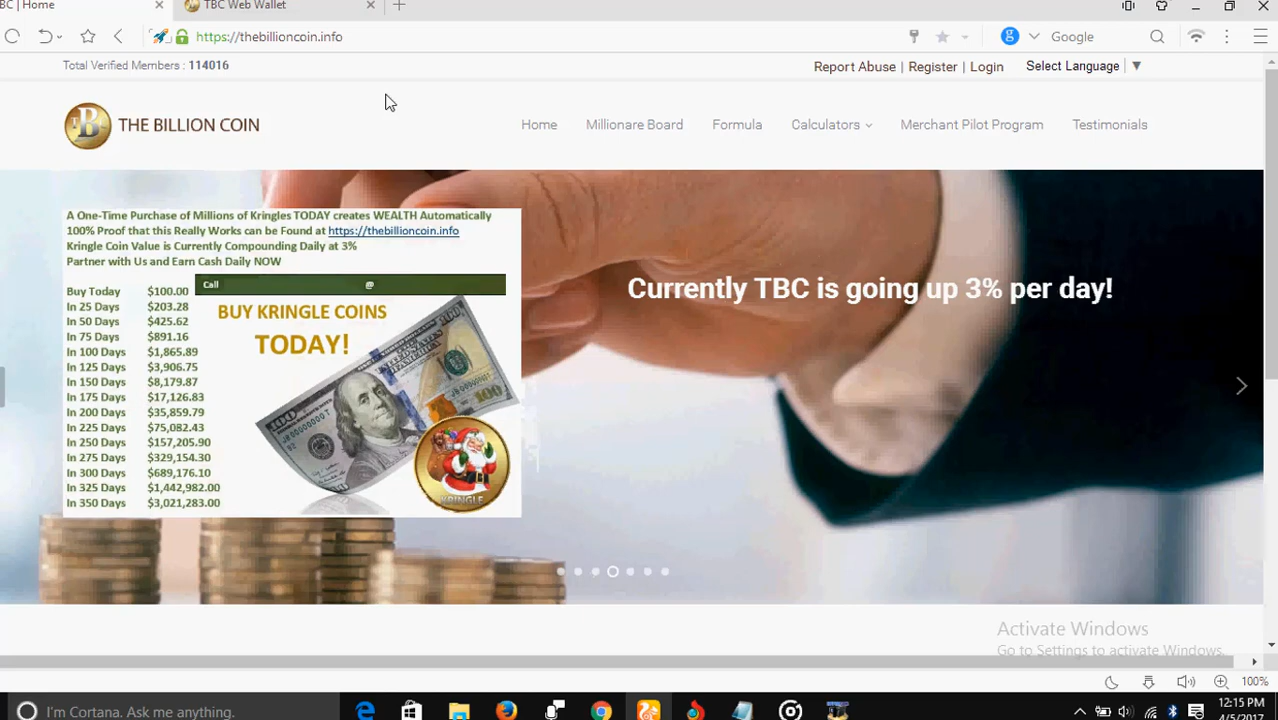 BC | Home
TBC Web Wallet
https://thebillioncoin.info
Google
Total Verified Members : 114016
Report Abuse | Register | Login
Select Language
THE BILLION COIN
Home
Millionare Board
Formula
Calculators
Merchant Pilot Program
Testimonials
A One-Time Purchase of Millions of Kringles TODAY creates WEALTH Automatically
100% Proof that this Really Works can be Found at https://thebillioncoin.info
Kringle Coin Value is Currently Compounding Daily at 3%
Partner with Us and Earn Cash Daily NOW
Call @
Buy Today $100.00
In 25 Days $203.28
In 50 Days $425.62
In 75 Days $891.16
In 100 Days $1,865.89
In 125 Days $3,906.75
In 150 Days $8,179.87
In 175 Days $17,126.83
In 200 Days $35,859.79
In 225 Days $75,082.43
In 250 Days $157,205.90
In 275 Days $329,154.30
In 300 Days $689,176.10
In 325 Days $1,442,982.00
In 350 Days $3,021,283.00
BUY KRINGLE COINS
TODAY!
KRINGLE
Currently TBC is going up 3% per day!
Activate Windows
Go to Settings to activate Windows.
100%
I'm Cortana. Ask me anything.
12:15 PM